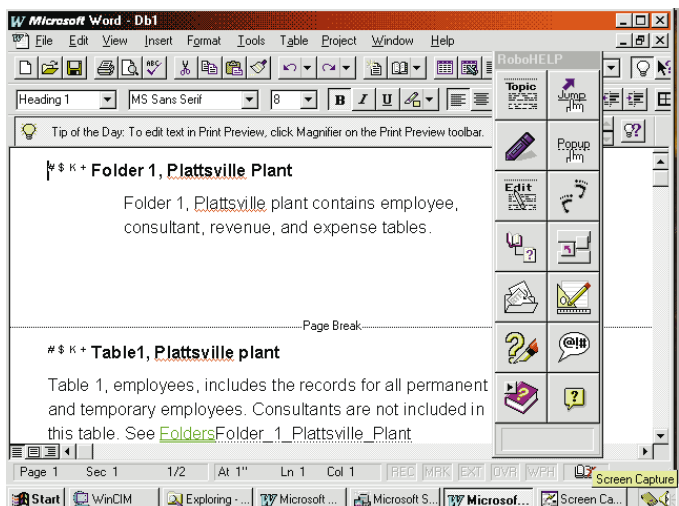 Microsoft Word - Db1
File Edit View Insert Format Tools Table Project Window Help
RoboHELP
Heading 1 MS Sans Serif 8 B I U
Topic
Jump
Tip of the Day: To edit text in Print Preview, click Magnifier on the Print Preview toolbar.
Popup
# $ K + Folder 1, Plattsville Plant
Edit
Folder 1, Plattsville plant contains employee,
consultant, revenue, and expense tables.
Page Break
# $ K + Table1, Plattsville plant
@!#
Table 1, employees, includes the records for all permanent
and temporary employees. Consultants are not included in
this table. See FoldersFolder_1_Plattsville_Plant
Page 1 Sec 1 1/2 At 1" Ln 1 Col 1 REC MRK EXT OVR WPH
Screen Capture
Start WinCIM Exploring - ... Microsoft ... Microsoft S... Microsof... Screen Ca...